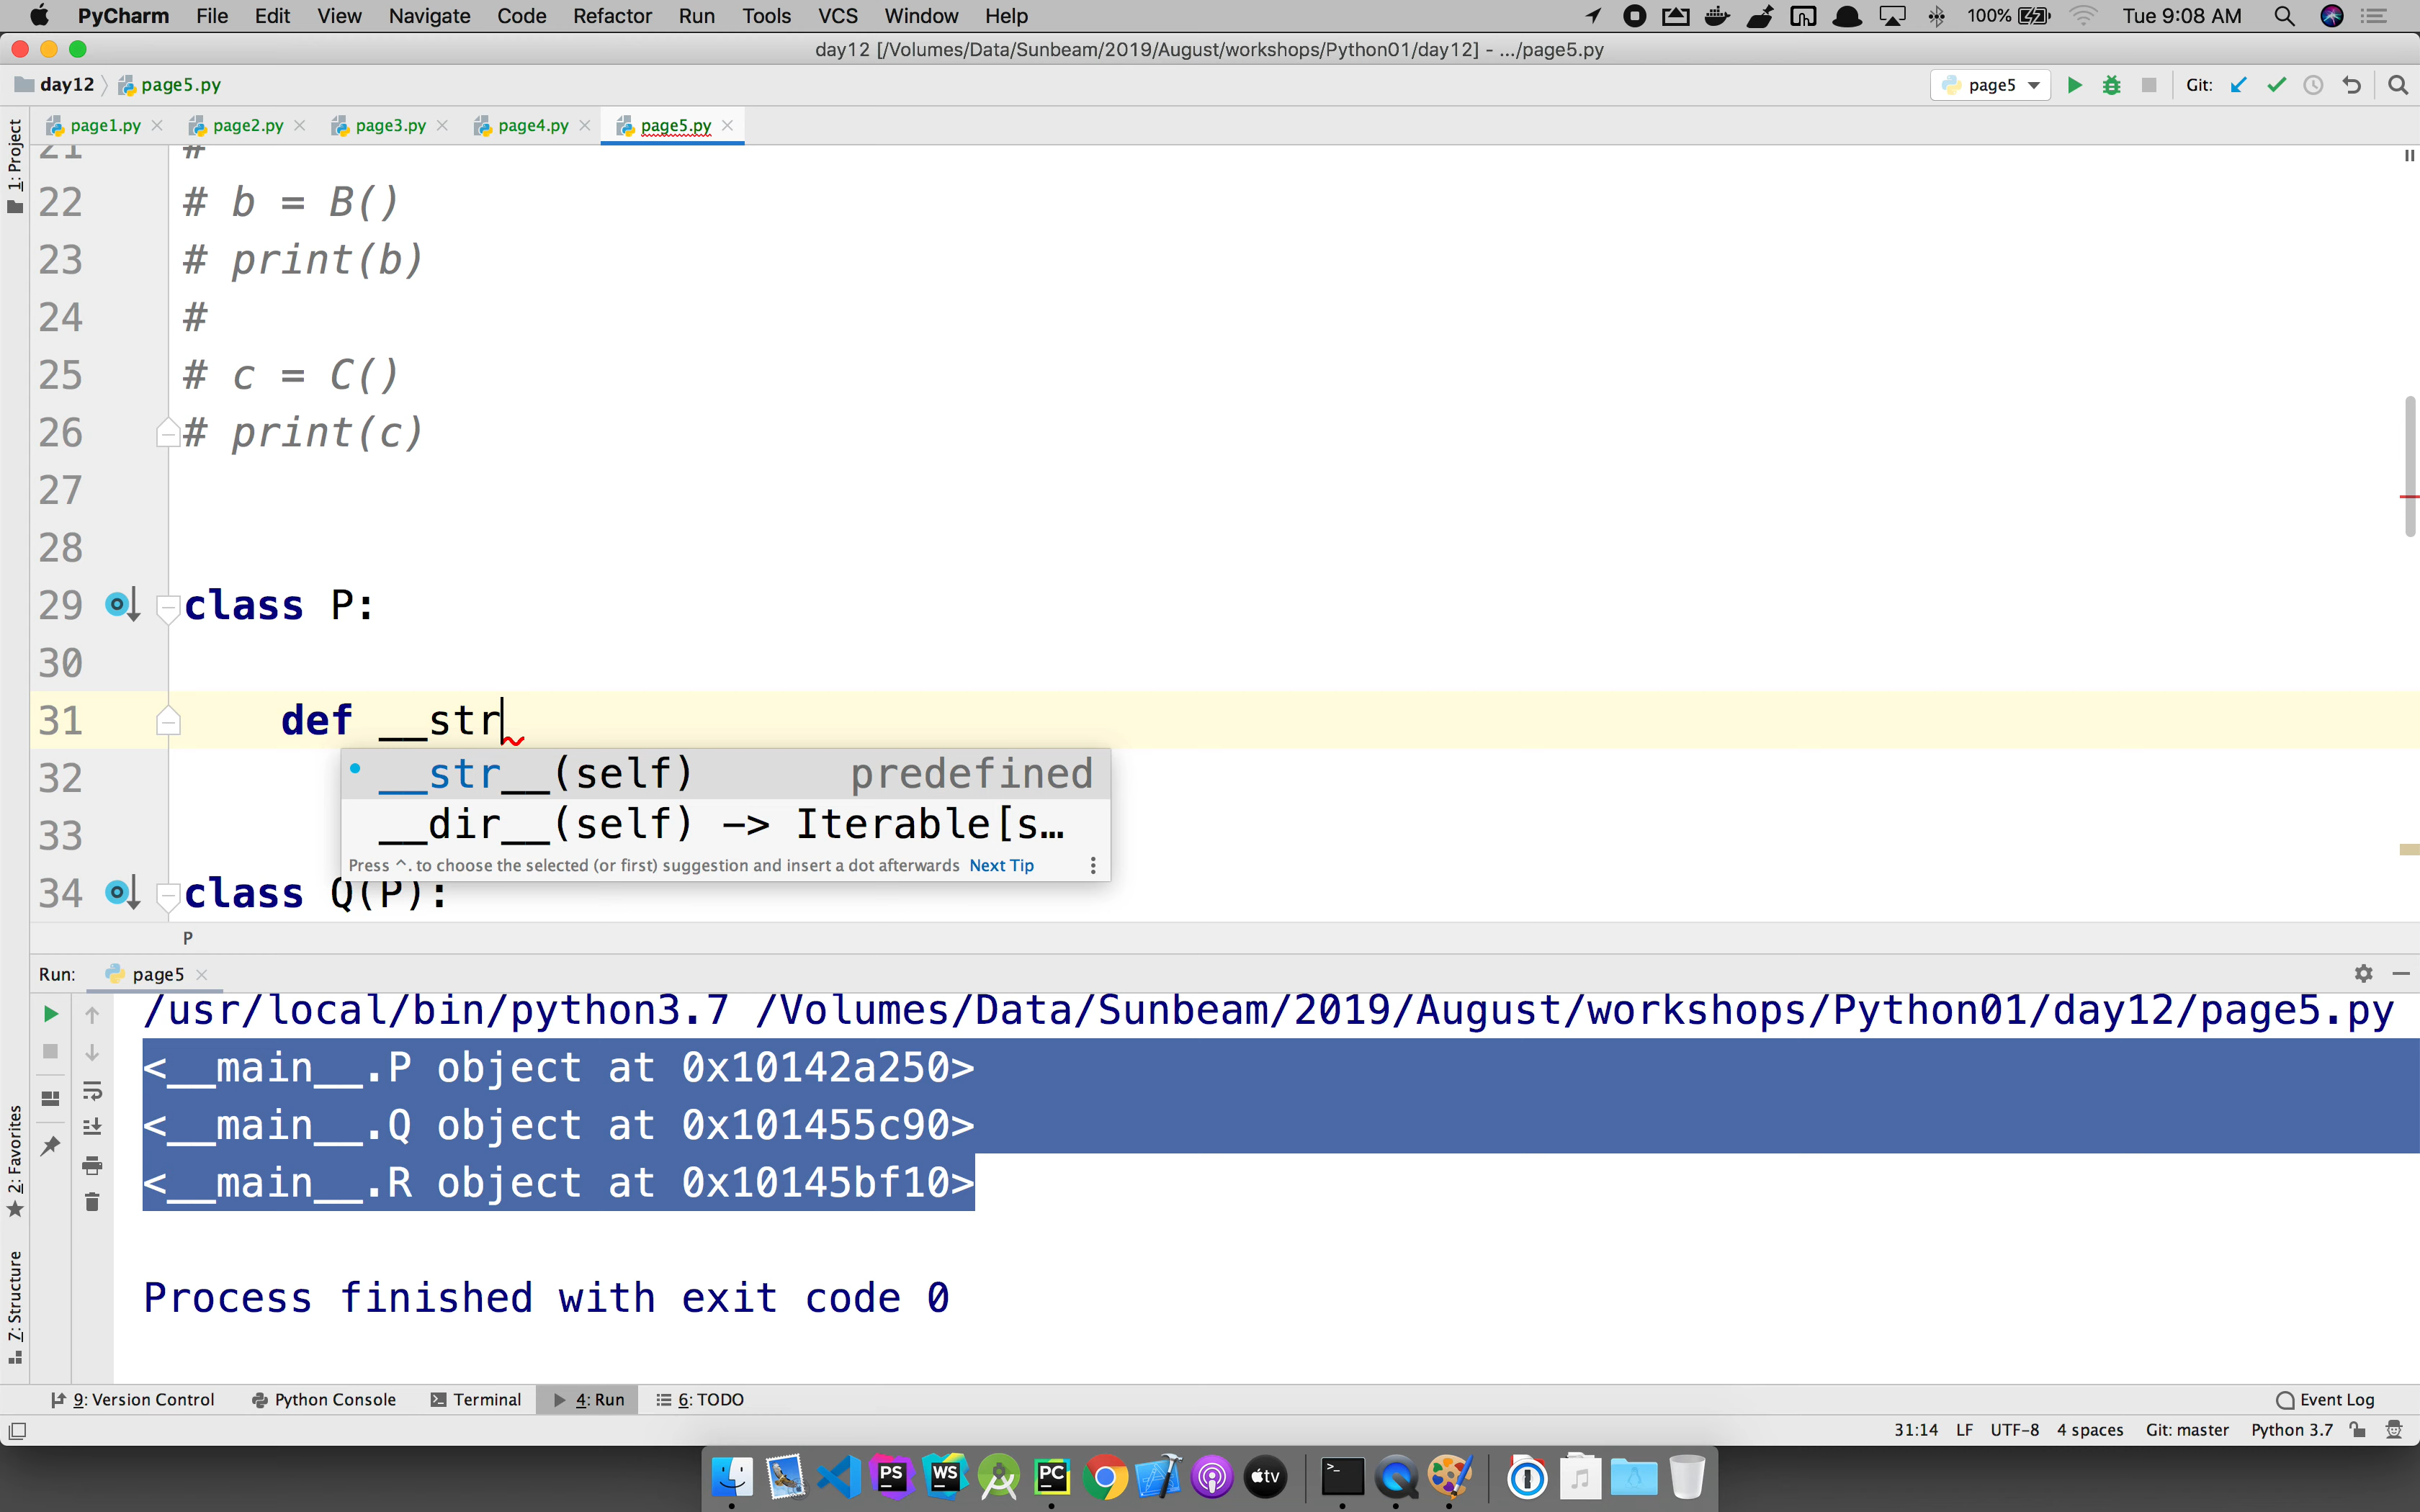 PyCharm File Edit View Navigate Code Refactor Run Tools VCS Window Help 100% Tue 9:08 AM
day12 [/Volumes/Data/Sunbeam/2019/August/workshops/Python01/day12] - .../page5.py
day12 page5.py page5 Git:
page1.py page2.py page3.py page4.py page5.py
1: Project
21 #
22 # b = B()
23 # print(b)
24 #
25 # c = C()
26 # print(c)
27
28
29 class P:
30
31 def __str
32 __str__(self) predefined
33 __dir__(self) -> Iterable[s…
Press ^. to choose the selected (or first) suggestion and insert a dot afterwards Next Tip
34 class Q(P):
P
Run: page5
/usr/local/bin/python3.7 /Volumes/Data/Sunbeam/2019/August/workshops/Python01/day12/page5.py
<__main__.P object at 0x10142a250>
<__main__.Q object at 0x101455c90>
<__main__.R object at 0x10145bf10>
Process finished with exit code 0
2: Favorites
7: Structure
9: Version Control Python Console Terminal 4: Run 6: TODO Event Log
31:14 LF UTF-8 4 spaces Git: master Python 3.7
PS WS PC tv